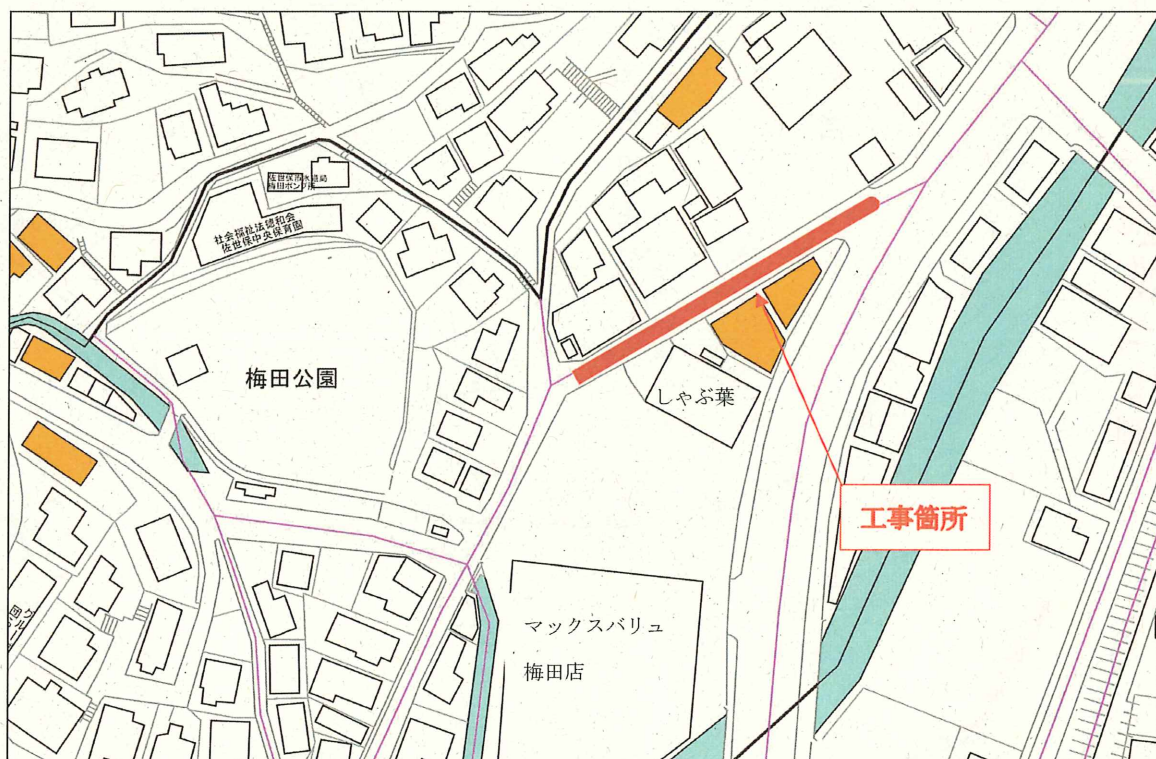 佐世保市水道局
梅田ポンプ所
社会福祉法認和会
佐世保中央保育園
梅田公園
しゃぶ葉
工事箇所
マックスバリュ
梅田店